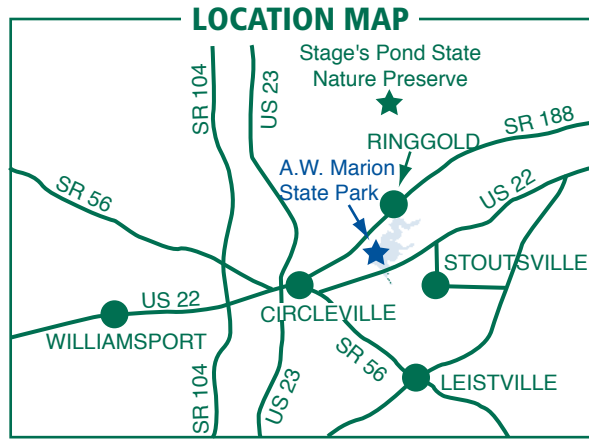 LOCATION MAP
Stage's Pond State
Nature Preserve
SR 104
US 23
SR 188
RINGGOLD
A.W. Marion
State Park
SR 56
US 22
STOUTSVILLE
US 22
CIRCLEVILLE
WILLIAMSPORT
SR 56
LEISTVILLE
SR 104
US 23